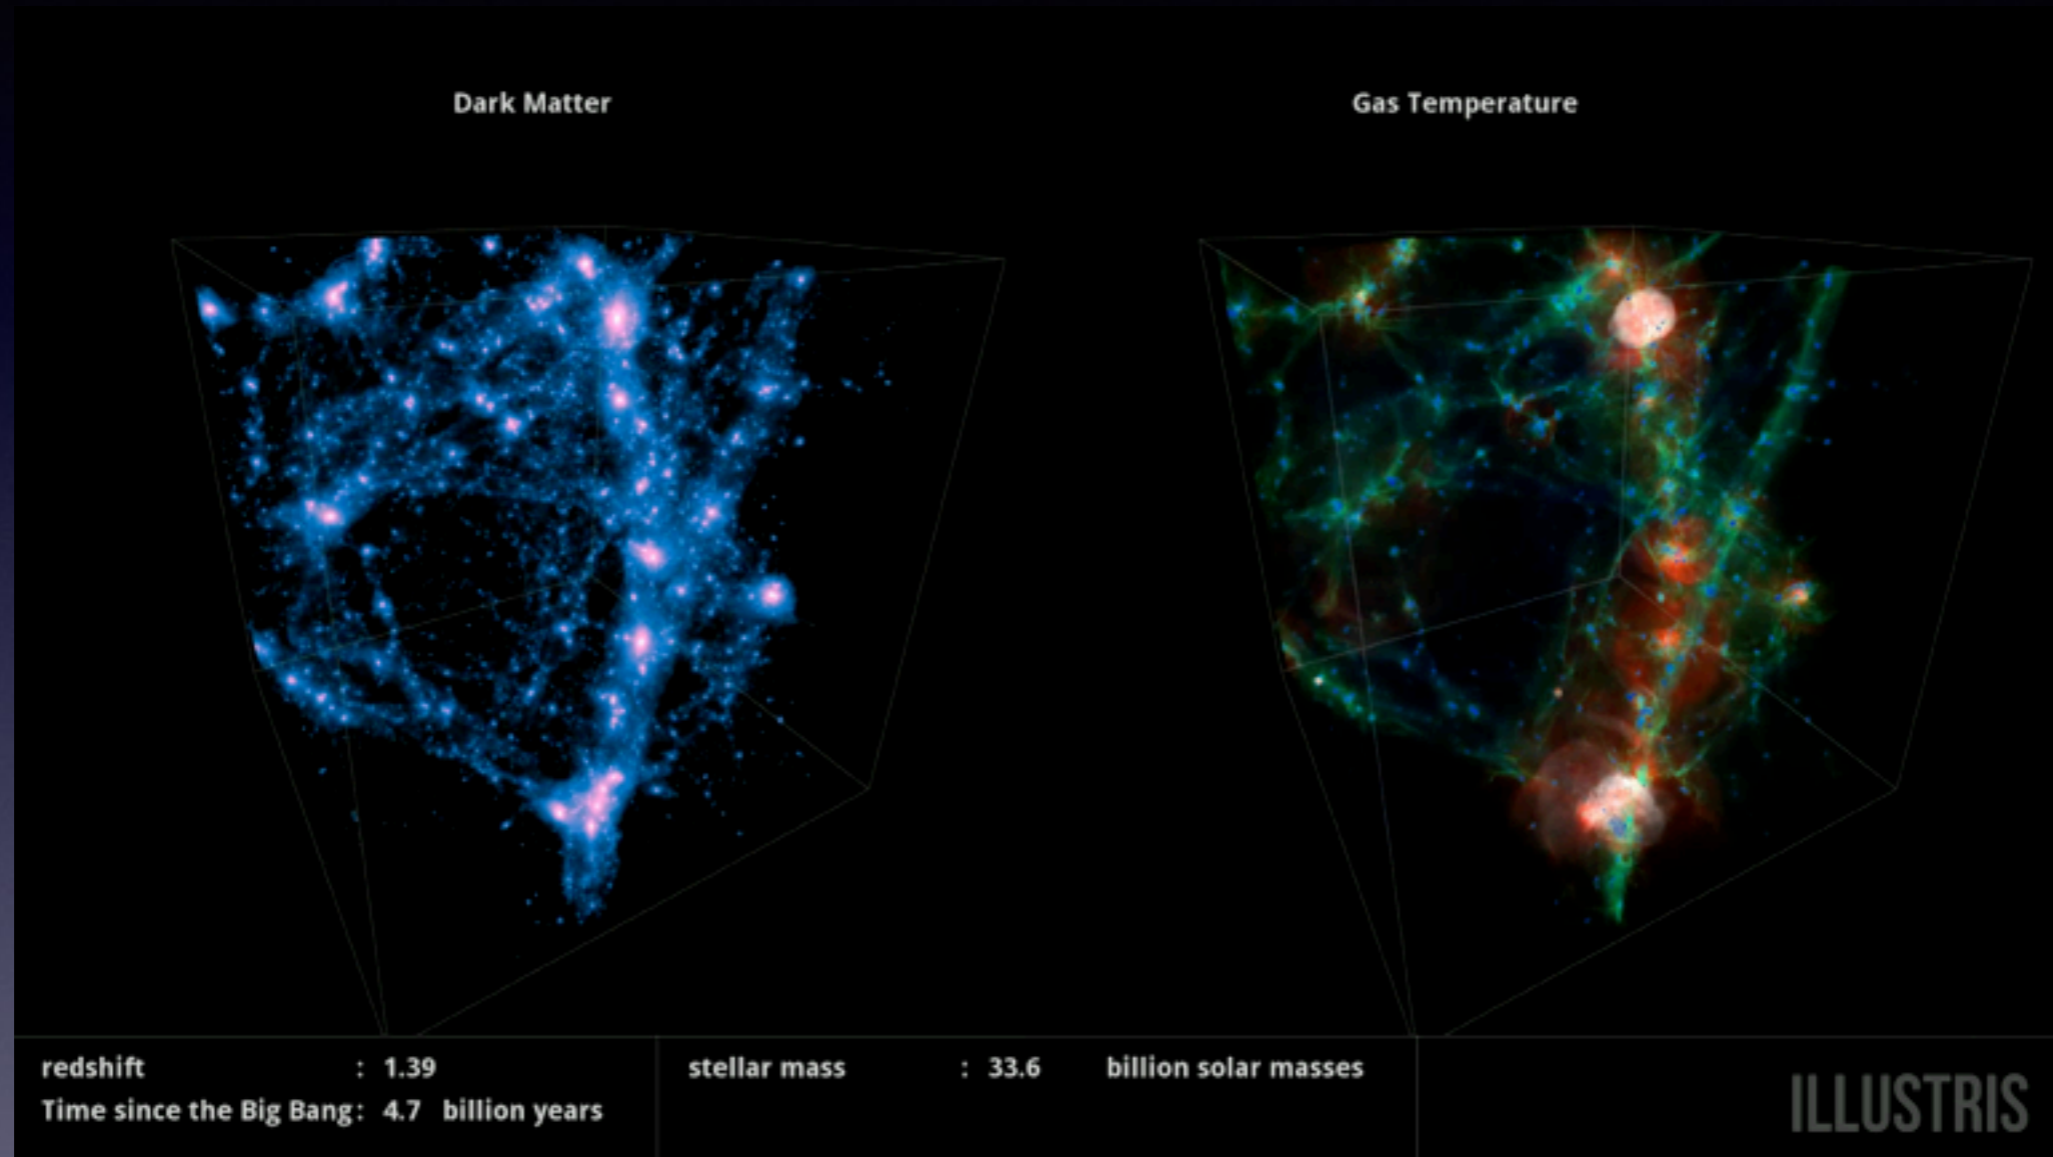 Dark Matter
Gas Temperature
redshift : 1.39
Time since the Big Bang: 4.7 billion years
stellar mass : 33.6 billion solar masses
ILLUSTRIS